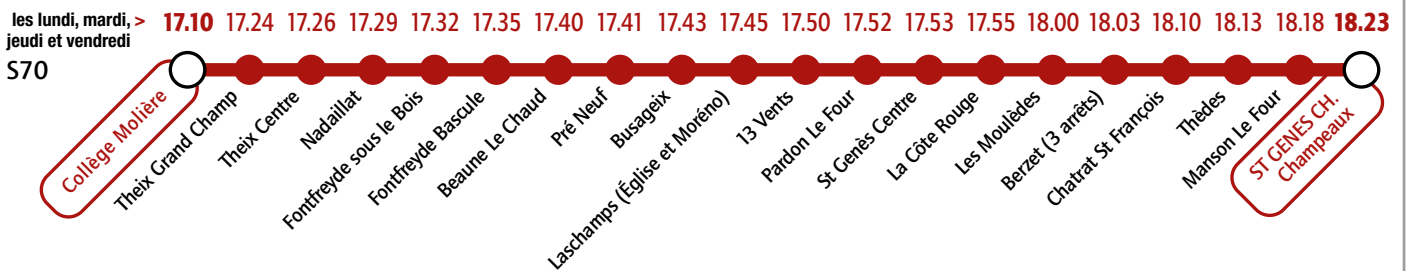 les lundi, mardi, > 17.10 17.24 17.26 17.29 17.32 17.35 17.40 17.41 17.43 17.45 17.50 17.52 17.53 17.55 18.00 18.03 18.10 18.13 18.18 18.23
jeudi et vendredi
S70
Collège Molière
Theix Grand Champ
Theix Centre
Nadaillat
Fontfreyde sous le Bois
Fontfreyde Bascule
Beaune Le Chaud
Pré Neuf
Busageix
Laschamps (Église et Moréno)
13 Vents
Pardon Le Four
St Genès Centre
La Côte Rouge
Les Moulèdes
Berzet (3 arrêts)
Chatrat St François
Thèdes
Manson Le Four
ST GENES CH.
Champeaux